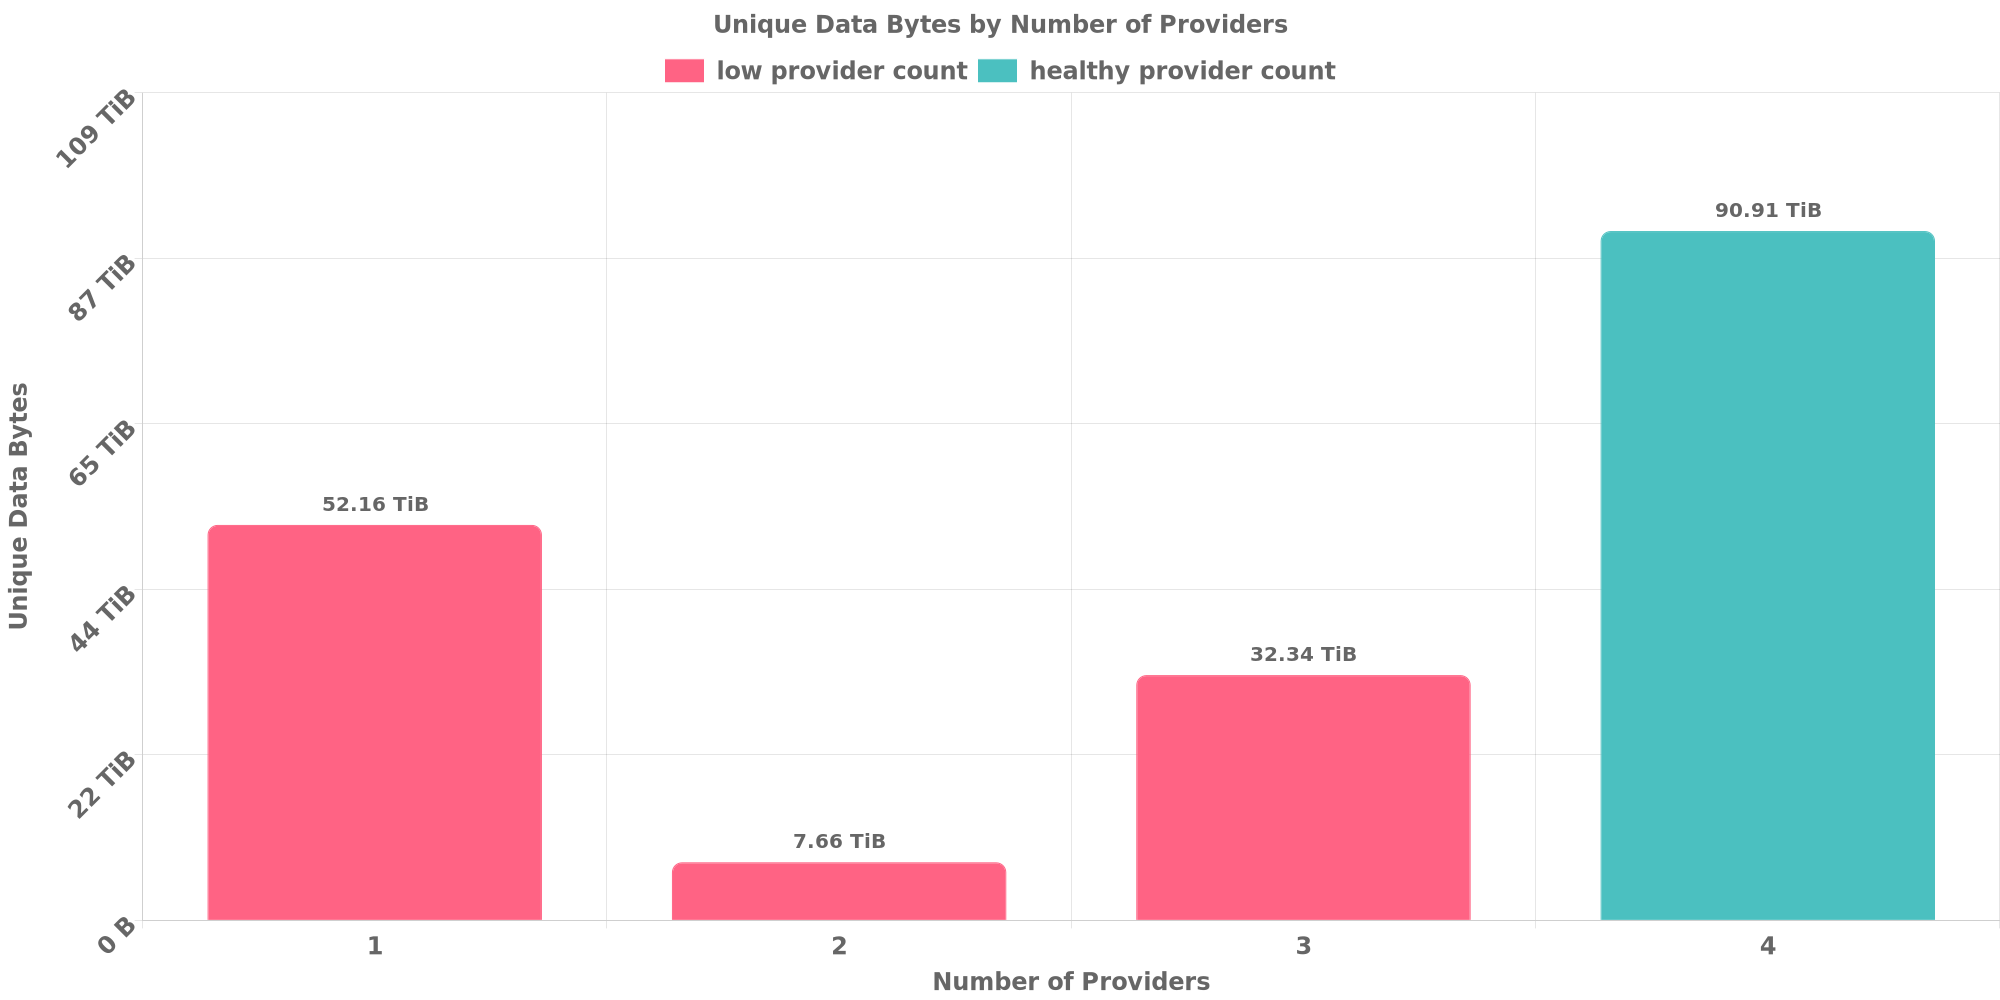 Unique Data Bytes by Number of Providers
low provider count
healthy provider count
109 TiB
87 TiB
65 TiB
44 TiB
22 TiB
0 B
Unique Data Bytes
52.16 TiB
7.66 TiB
32.34 TiB
90.91 TiB
1
2
3
4
Number of Providers